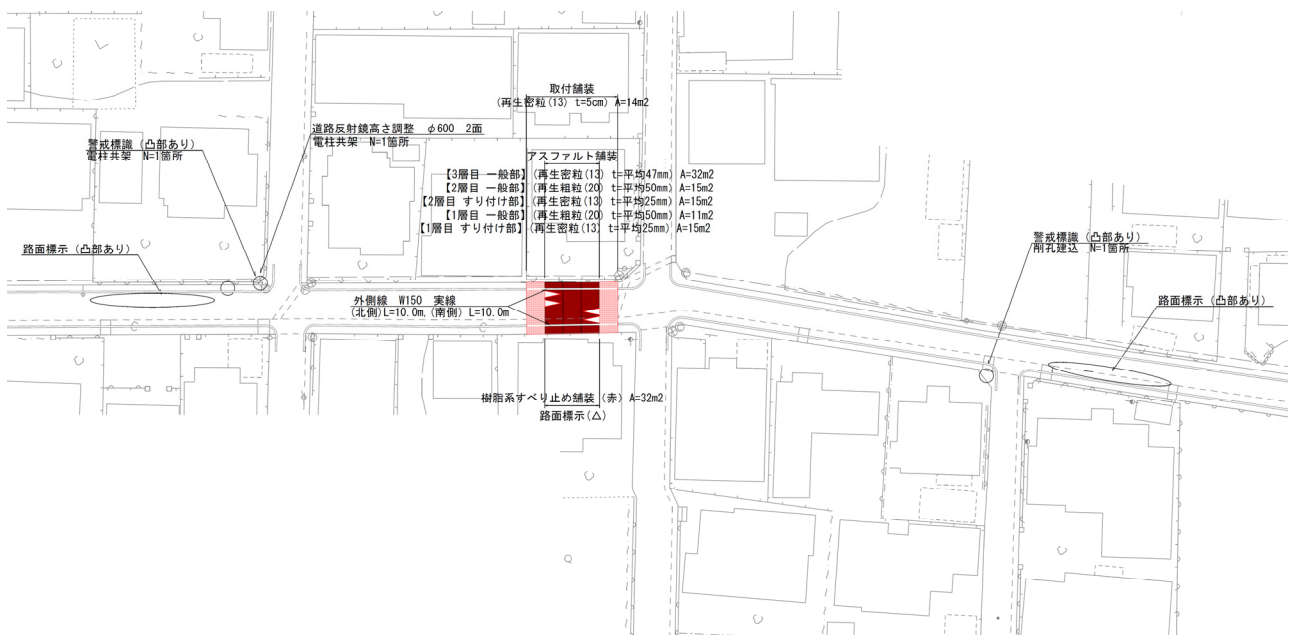 取付舗装
(再生密粒(13) t=5cm) A=14m2
道路反射鏡高さ調整 φ600 2面
電柱共架 N=1箇所
警戒標識(凸部あり)
電柱共架 N=1箇所
アスファルト舗装
【3層目 一般部】(再生密粒(13) t=平均47mm) A=32m2
【2層目 一般部】(再生粗粒(20) t=平均50mm) A=15m2
【2層目 すり付け部】(再生密粒(13) t=平均25mm) A=15m2
【1層目 一般部】(再生粗粒(20) t=平均50mm) A=11m2
【1層目 すり付け部】(再生密粒(13) t=平均25mm) A=15m2
路面標示(凸部あり)
警戒標識(凸部あり)
削孔建込 N=1箇所
外側線 W150 実線
(北側)L=10.0m,(南側) L=10.0m
路面標示(凸部あり)
樹脂系すべり止め舗装(赤) A=32m2
路面標示(△)